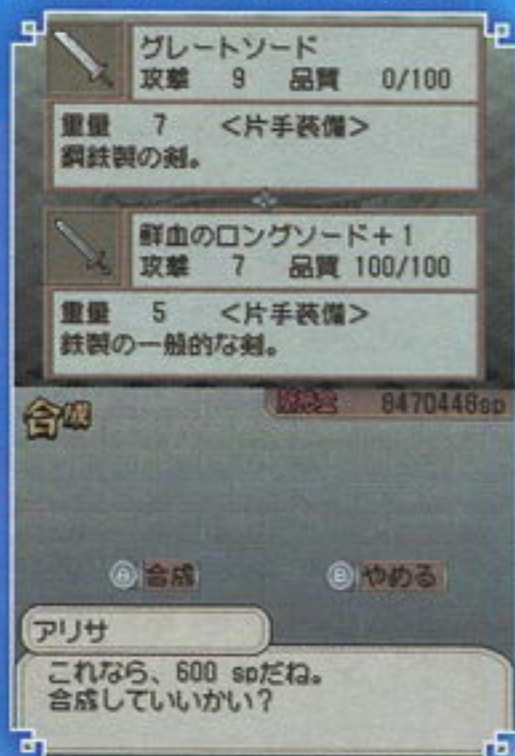 グレートソード
攻撃 9 品質 0/100
重量 7 <片手装備>
鋼鉄製の剣。
鮮血のロングソード+1
攻撃 7 品質 100/100
重量 5 <片手装備>
鉄製の一般的な剣。
合成
8470448sp
Ⓐ合成 Ⓑやめる
アリサ
これなら、600 spだね。
合成していいかい?